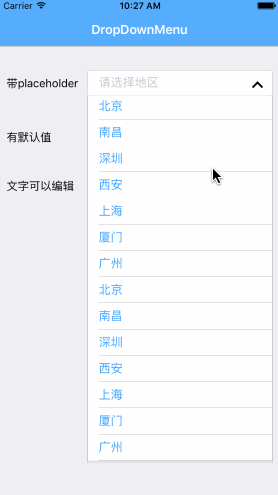 Carrier 10:27 AM
DropDownMenu
带placeholder 请选择地区
北京
南昌
有默认值
深圳
西安
文字可以编辑
上海
厦门
广州
北京
南昌
深圳
西安
上海
厦门
广州